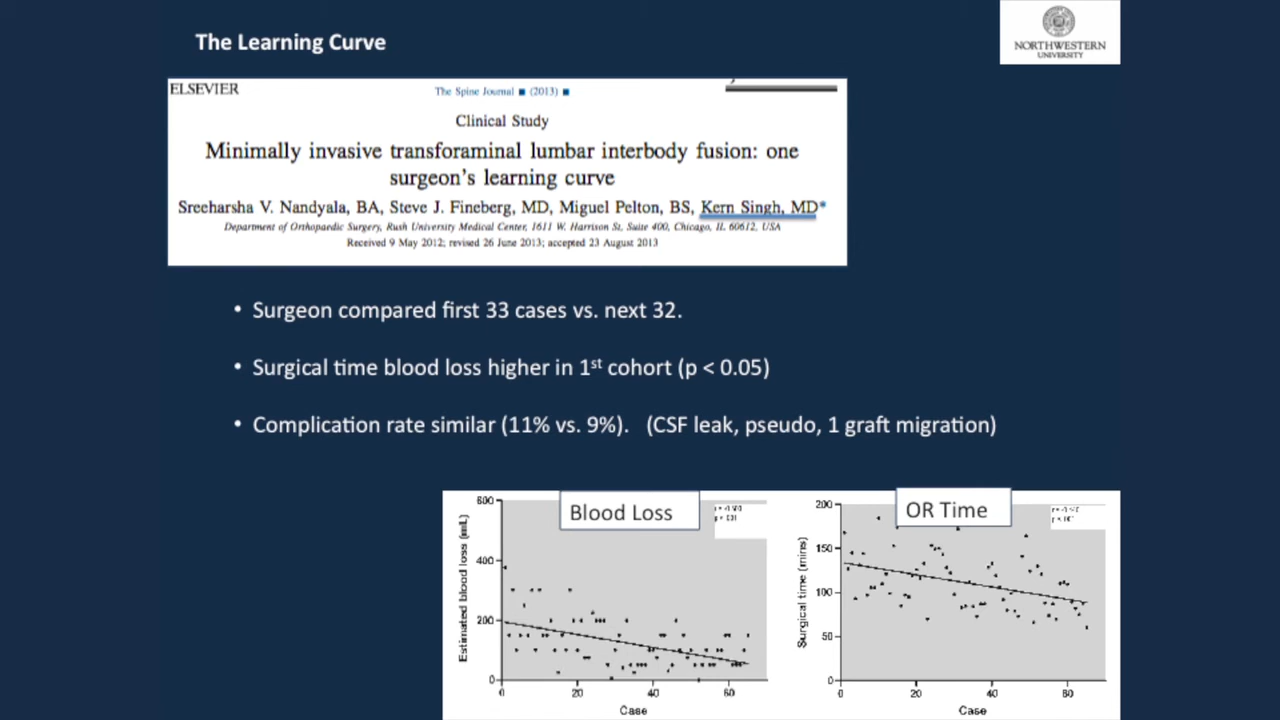 The Learning Curve
NORTHWESTERN
UNIVERSITY
ELSEVIER
The Spine Journal ■ (2013) ■
Clinical Study
Minimally invasive transforaminal lumbar interbody fusion: one
surgeon's learning curve
Sreeharsha V. Nandyala, BA, Steve J. Fineberg, MD, Miguel Pelton, BS, Kern Singh, MD*
Department of Orthopaedic Surgery, Rush University Medical Center, 1611 W. Harrison St, Suite 400, Chicago, IL 60612, USA
Received 9 May 2012; revised 26 June 2013; accepted 23 August 2013
• Surgeon compared first 33 cases vs. next 32.
• Surgical time blood loss higher in 1st cohort (p < 0.05)
• Complication rate similar (11% vs. 9%). (CSF leak, pseudo, 1 graft migration)
Blood Loss
Estimated blood loss (mL)
600
400
200
0
0 20 40 60
Case
OR Time
Surgical time (mins)
200
150
100
50
0
0 20 40 60
Case